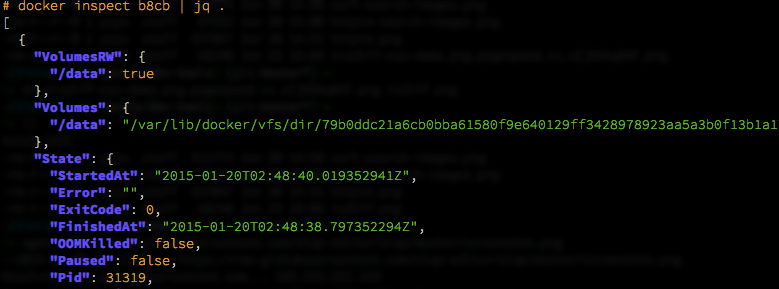 # docker inspect b8cb | jq .
[
  {
    "VolumesRW": {
      "/data": true
    },
    "Volumes": {
      "/data": "/var/lib/docker/vfs/dir/79b0ddc21a6cb0bba61580f9e640129ff3428978923aa5a3b0f13b1a1
    },
    "State": {
      "StartedAt": "2015-01-20T02:48:40.019352941Z",
      "Error": "",
      "ExitCode": 0,
      "FinishedAt": "2015-01-20T02:48:38.797352294Z",
      "OOMKilled": false,
      "Paused": false,
      "Pid": 31319,